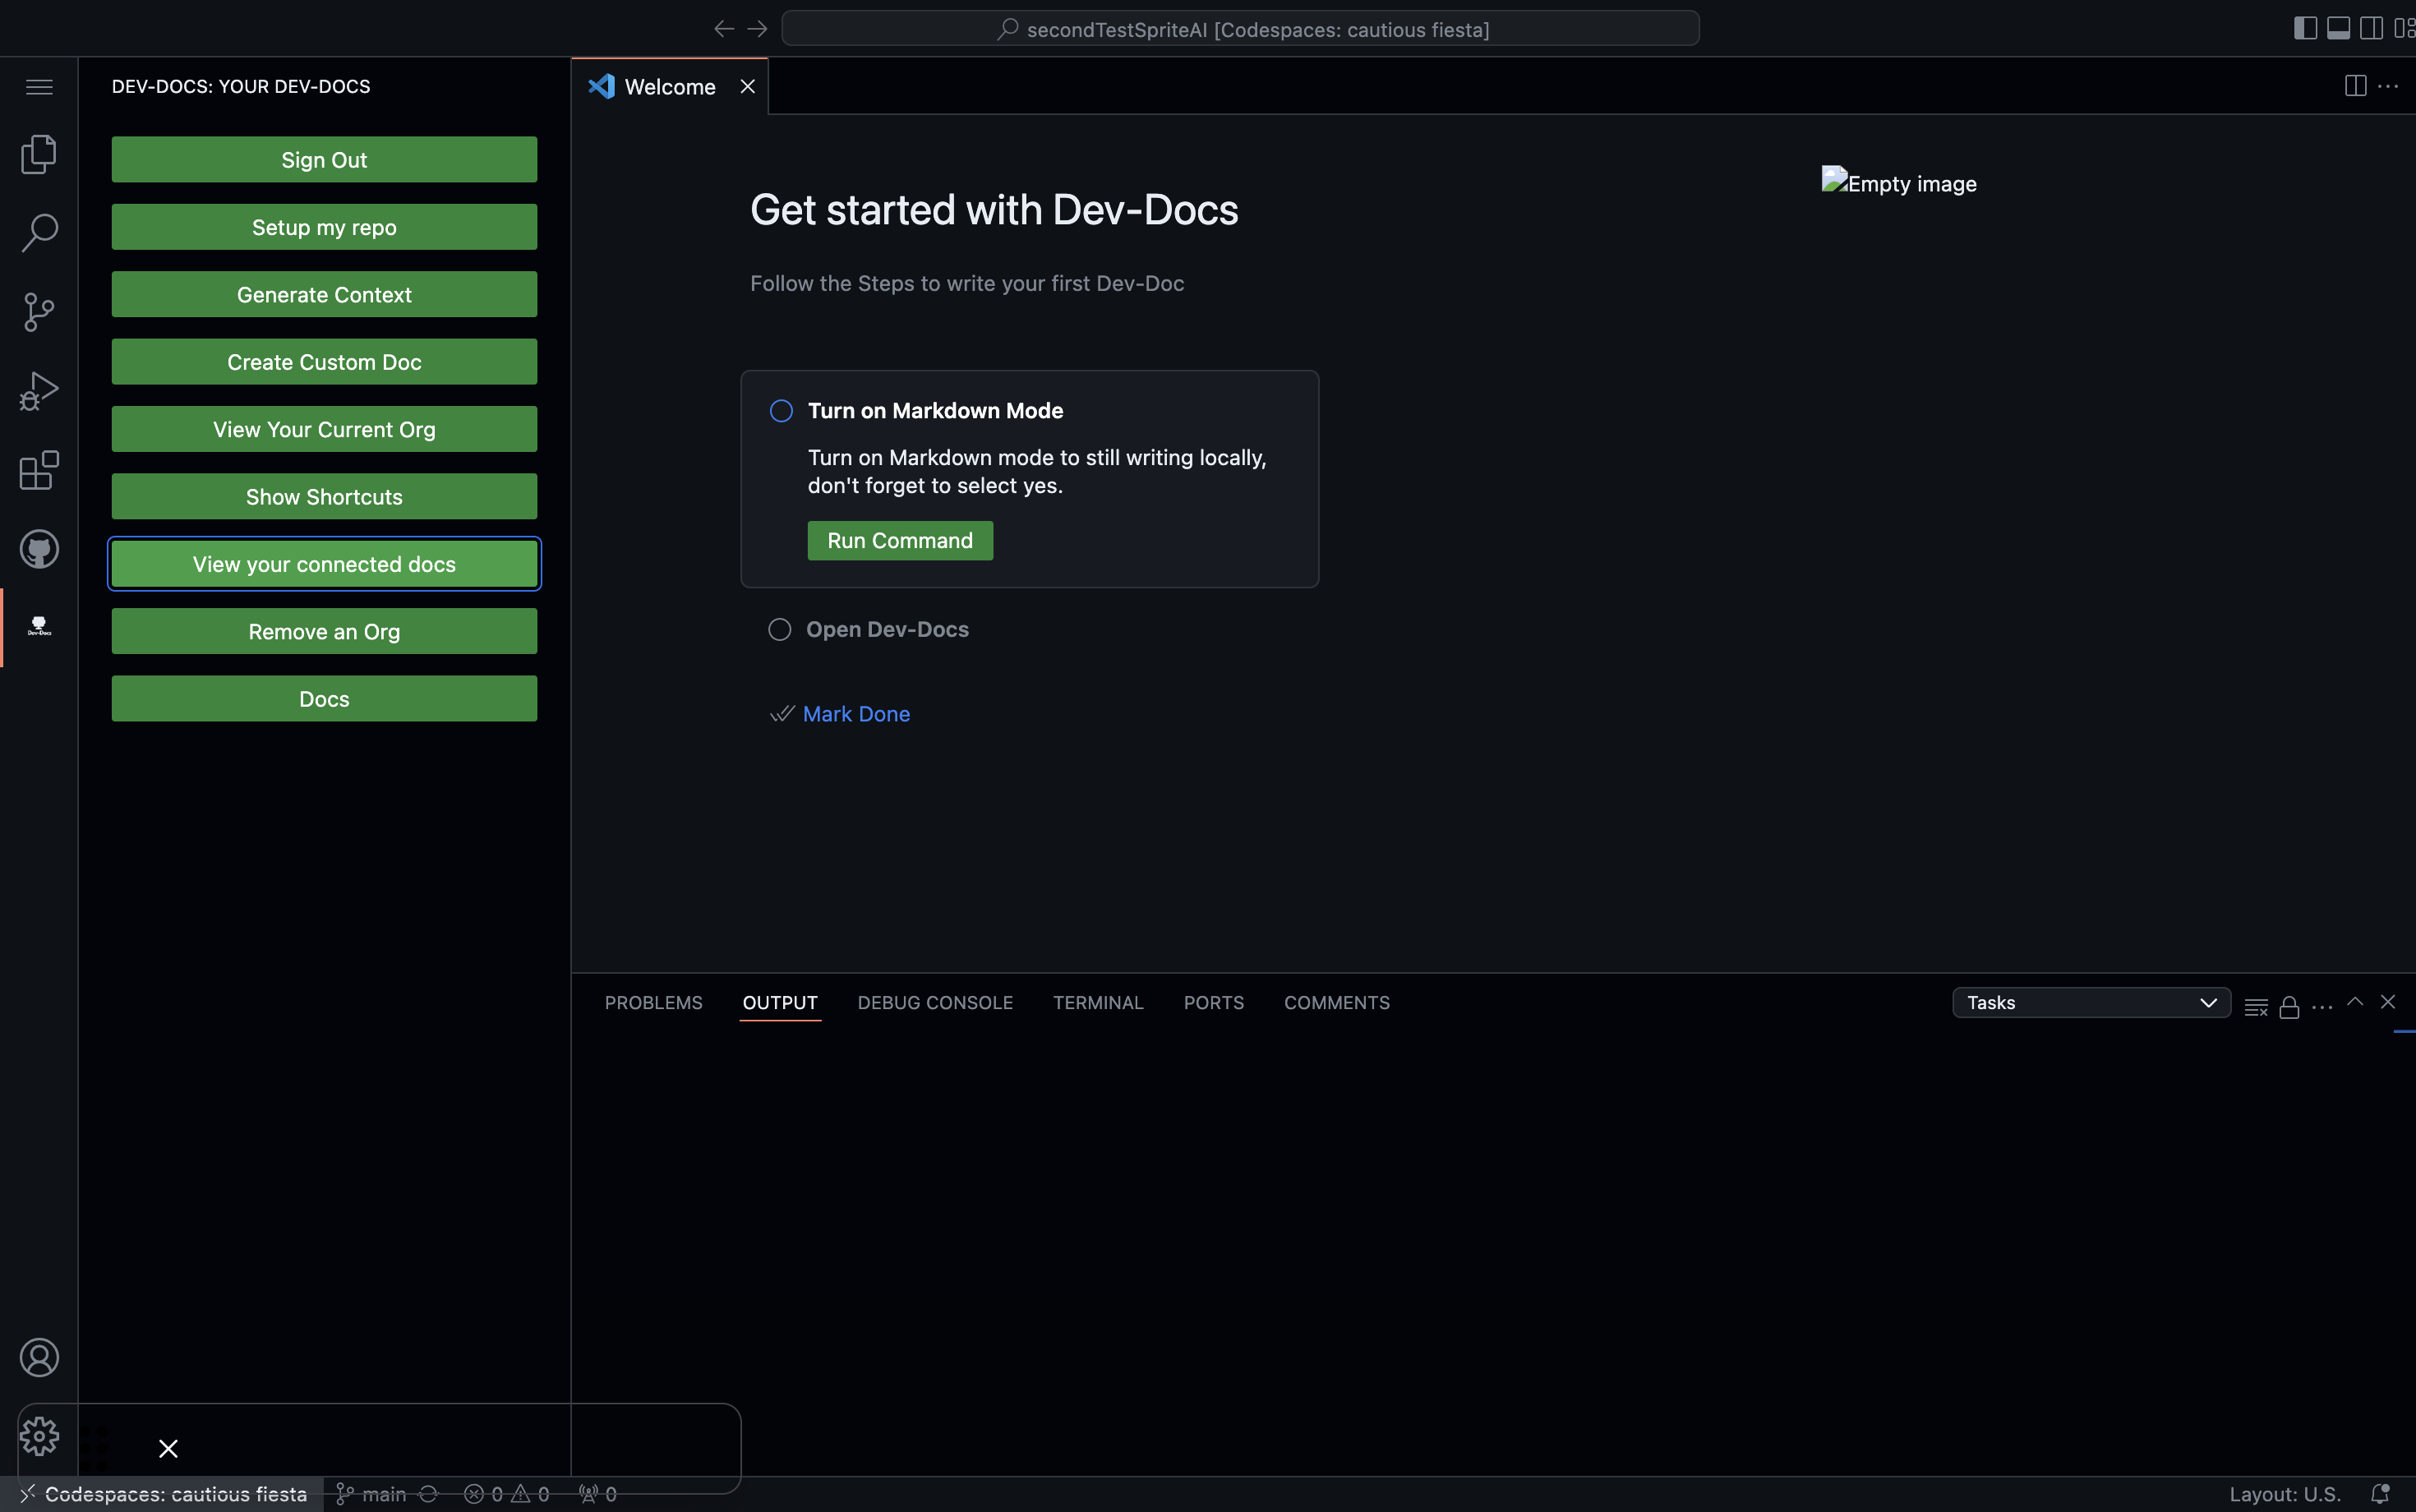 secondTestSpriteAI [Codespaces: cautious fiesta]
DEV-DOCS: YOUR DEV-DOCS
Sign Out
Setup my repo
Generate Context
Create Custom Doc
View Your Current Org
Show Shortcuts
View your connected docs
Remove an Org
Docs
Dev-Docs
Welcome
Get started with Dev-Docs
Follow the Steps to write your first Dev-Doc
Empty image
Turn on Markdown Mode
Turn on Markdown mode to still writing locally,
don't forget to select yes.
Run Command
Open Dev-Docs
Mark Done
PROBLEMS OUTPUT DEBUG CONSOLE TERMINAL PORTS COMMENTS
Tasks
Codespaces: cautious fiesta main 0 0 0
Layout: U.S.